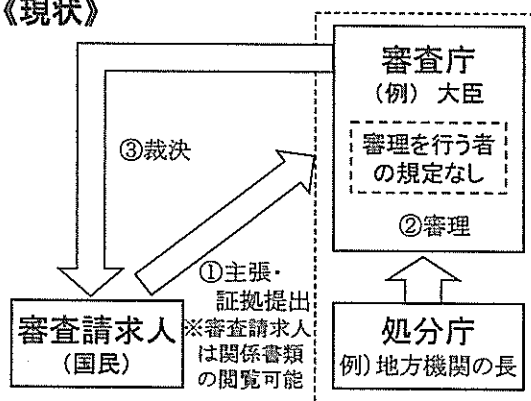 《現状》
審査庁
(例) 大臣
審理を行う者
の規定なし
②審理
③裁決
①主張・
証拠提出
※審査請求人
は関係書類
の閲覧可能
審査請求人
(国民)
処分庁
例)地方機関の長